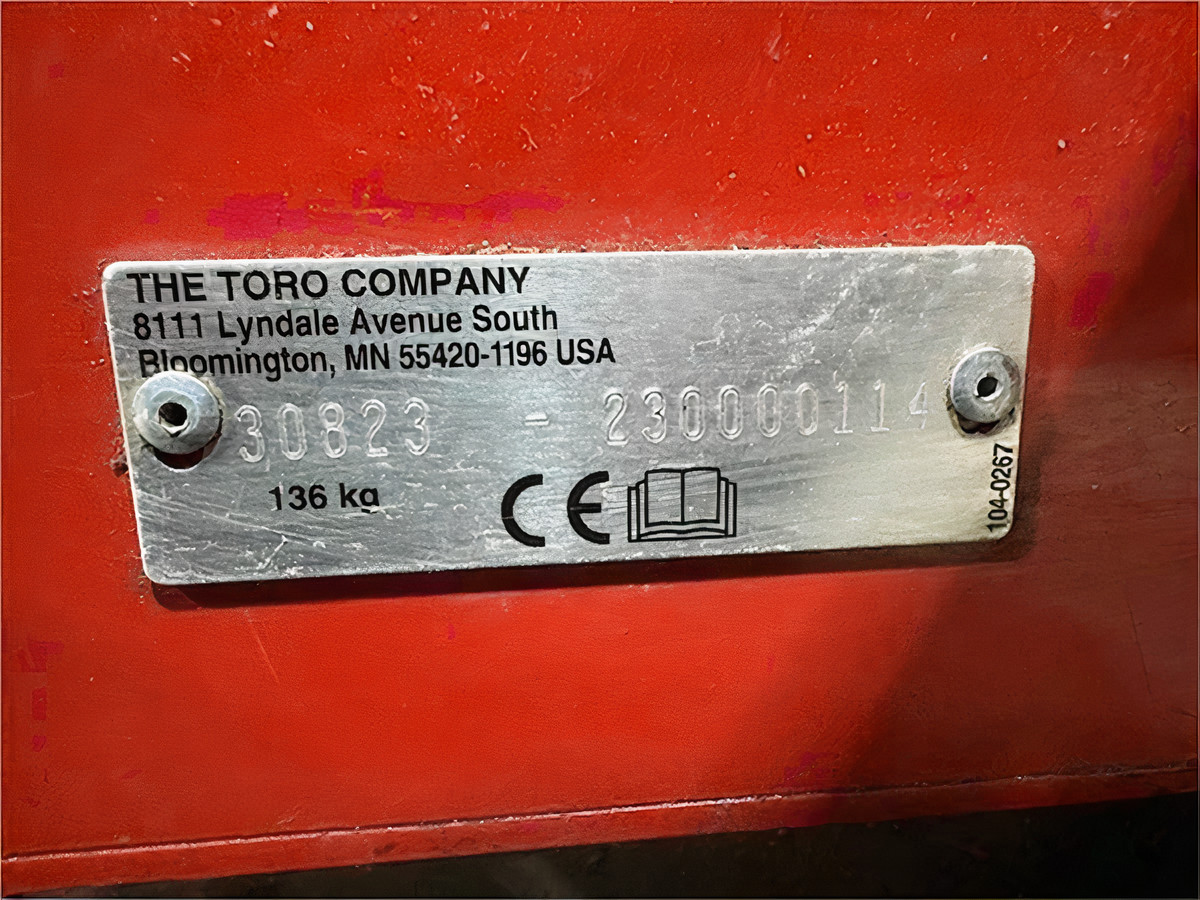 THE TORO COMPANY
8111 Lyndale Avenue South
Bloomington, MN 55420-1196 USA
30823 - 230000114
136 kg
CE
104-0267